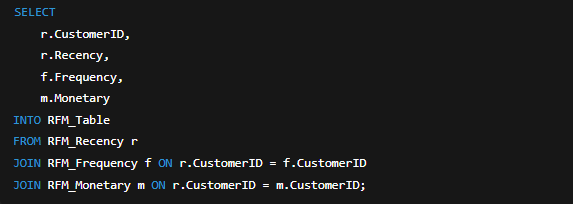 SELECT
    r.CustomerID,
    r.Recency,
    f.Frequency,
    m.Monetary
INTO RFM_Table
FROM RFM_Recency r
JOIN RFM_Frequency f ON r.CustomerID = f.CustomerID
JOIN RFM_Monetary m ON r.CustomerID = m.CustomerID;